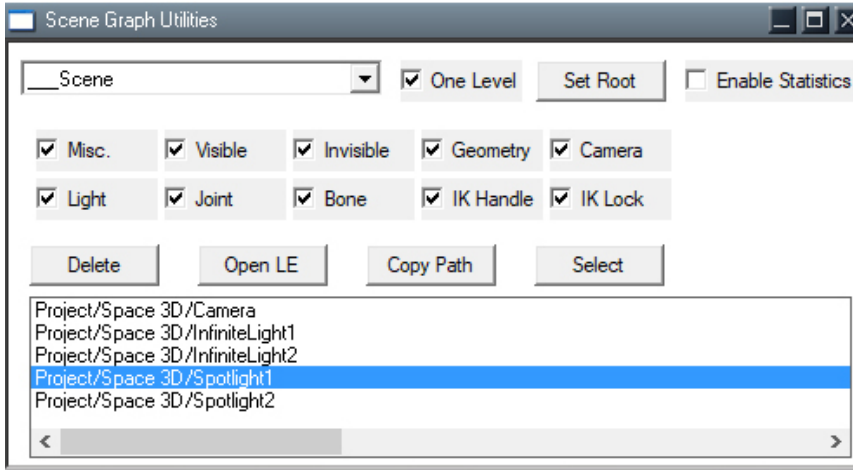 Scene Graph Utilities
___Scene One Level Set Root Enable Statistics
Misc. Visible Invisible Geometry Camera
Light Joint Bone IK Handle IK Lock
Delete Open LE Copy Path Select
Project/Space 3D/Camera
Project/Space 3D/InfiniteLight1
Project/Space 3D/InfiniteLight2
Project/Space 3D/Spotlight1
Project/Space 3D/Spotlight2